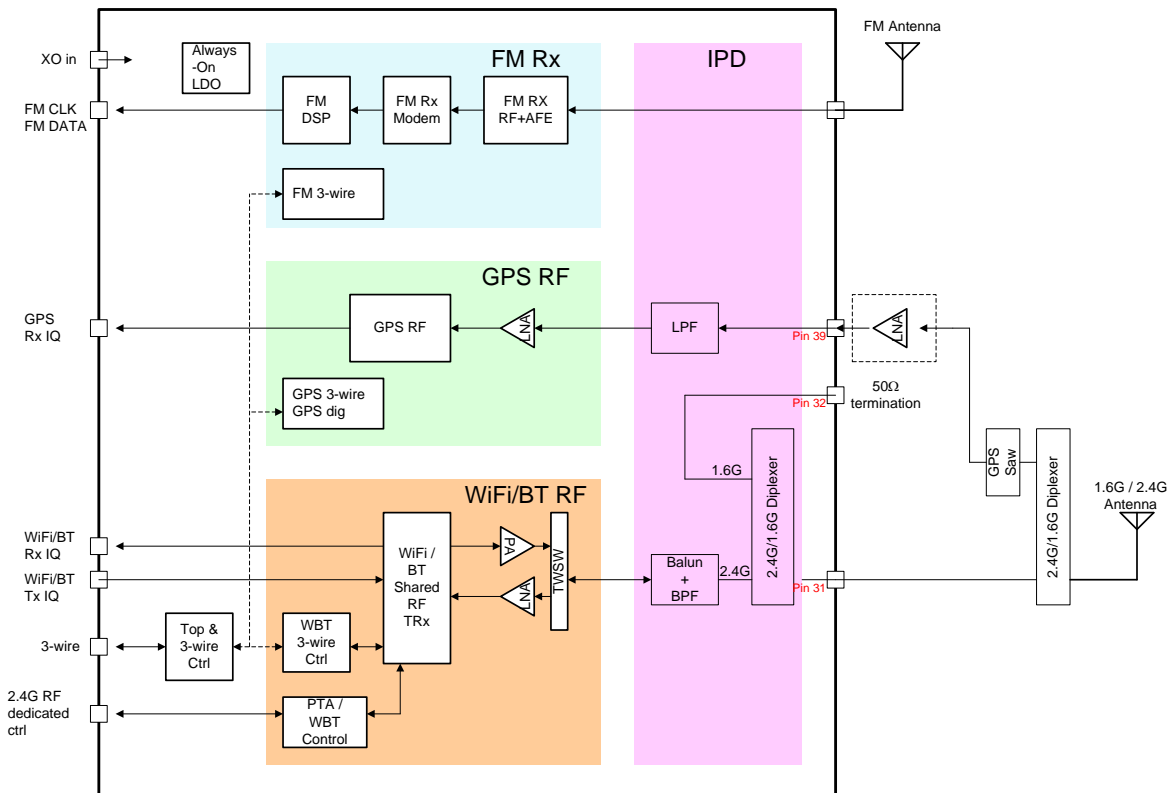 FM Antenna
XO in
Always
-On
LDO
FM Rx
IPD
FM CLK
FM DATA
FM
DSP
FM Rx
Modem
FM RX
RF+AFE
FM 3-wire
GPS RF
GPS
Rx IQ
GPS RF
LNA
LPF
Pin 39
LNA
GPS 3-wire
GPS dig
Pin 32
50Ω
termination
1.6G
2.4G/1.6G Diplexer
GPS
Saw
2.4G/1.6G Diplexer
1.6G / 2.4G
Antenna
WiFi/BT RF
WiFi/BT
Rx IQ
WiFi/BT
Tx IQ
WiFi /
BT
Shared
RF
TRx
PA
LNA
TWSW
Balun
+
BPF
2.4G
Pin 31
3-wire
Top &
3-wire
Ctrl
WBT
3-wire
Ctrl
2.4G RF
dedicated
ctrl
PTA /
WBT
Control